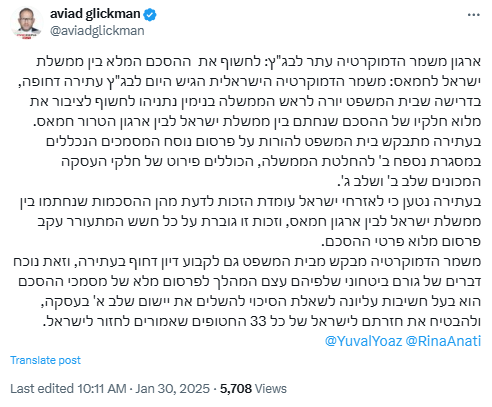 aviad glickman
@aviadglickman
ארגון משמר הדמוקרטיה עתר לבג"ץ: לחשוף את ההסכם המלא בין ממשלת
ישראל לחמאס: משמר הדמוקרטיה הישראלית הגיש היום לבג"ץ עתירה דחופה,
בדרישה שבית המשפט יורה לראש הממשלה בנימין נתניהו לחשוף לציבור את
מלוא חלקיו של ההסכם שנחתם בין ממשלת ישראל לבין ארגון הטרור חמאס.
בעתירה מתבקש בית המשפט להורות על פרסום נוסח המסמכים הנכללים
במסגרת נספח ב' להחלטת הממשלה, הכוללים פירוט של חלקי העסקה
המכונים שלב ב' ושלב ג'.
בעתירה נטען כי לאזרחי ישראל עומדת הזכות לדעת מהן ההסכמות שנחתמו בין
ממשלת ישראל לבין ארגון חמאס, וזכות זו גוברת על כל חשש המתעורר עקב
פרסום מלוא פרטי ההסכם.
משמר הדמוקרטיה מבקש מבית המשפט גם לקבוע דיון דחוף בעתירה, וזאת נוכח
דברים של גורם ביטחוני שלפיהם עצם המהלך לפרסום מלא של מסמכי ההסכם
הוא בעל חשיבות עליונה לשאלת הסיכוי להשלים את יישום שלב א' בעסקה,
ולהבטיח את חזרתם לישראל של כל 33 החטופים שאמורים לחזור לישראל.
@YuvalYoaz @RinaAnati
Translate post
Last edited 10:11 AM · Jan 30, 2025 · 5,708 Views